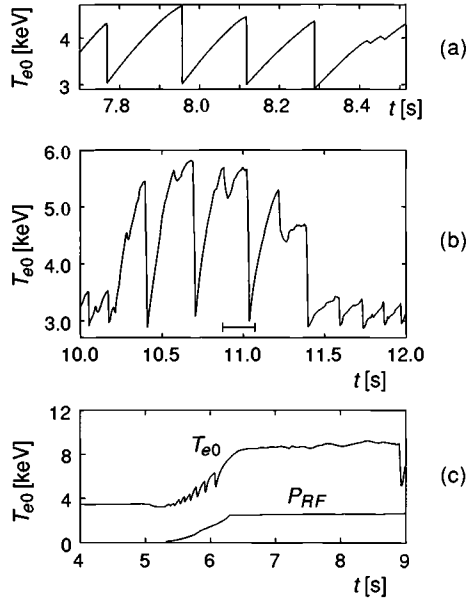 T_e0 [keV]
4
3
7.8 8.0 8.2 8.4
t [s]
(a)
T_e0 [keV]
6.0
5.0
4.0
3.0
10.0 10.5 11.0 11.5 12.0
t [s]
(b)
T_e0 [keV]
12
8
4
0
T_e0
P_RF
4 5 6 7 8 9
t [s]
(c)